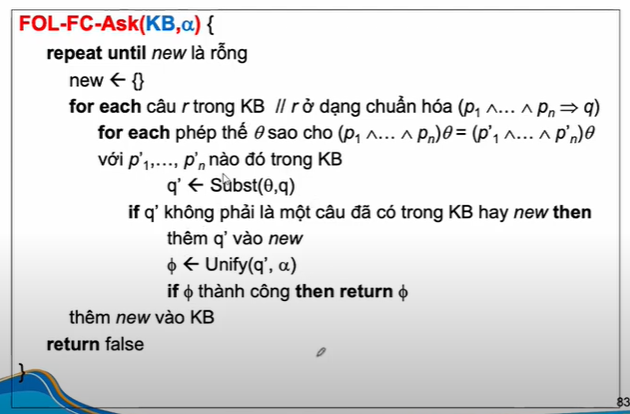 FOL-FC-Ask(KB,α) {
repeat until new là rỗng
new ← {}
for each câu r trong KB // r ở dạng chuẩn hóa (p₁ ∧… ∧ pₙ ⇒ q)
for each phép thế θ sao cho (p₁ ∧… ∧ pₙ)θ = (p’₁ ∧… ∧ p’ₙ)θ
với p’₁,…, p’ₙ nào đó trong KB
q’ ← Subst(θ,q)
if q’ không phải là một câu đã có trong KB hay new then
thêm q’ vào new
ϕ ← Unify(q’, α)
if ϕ thành công then return ϕ
thêm new vào KB
return false
}
83